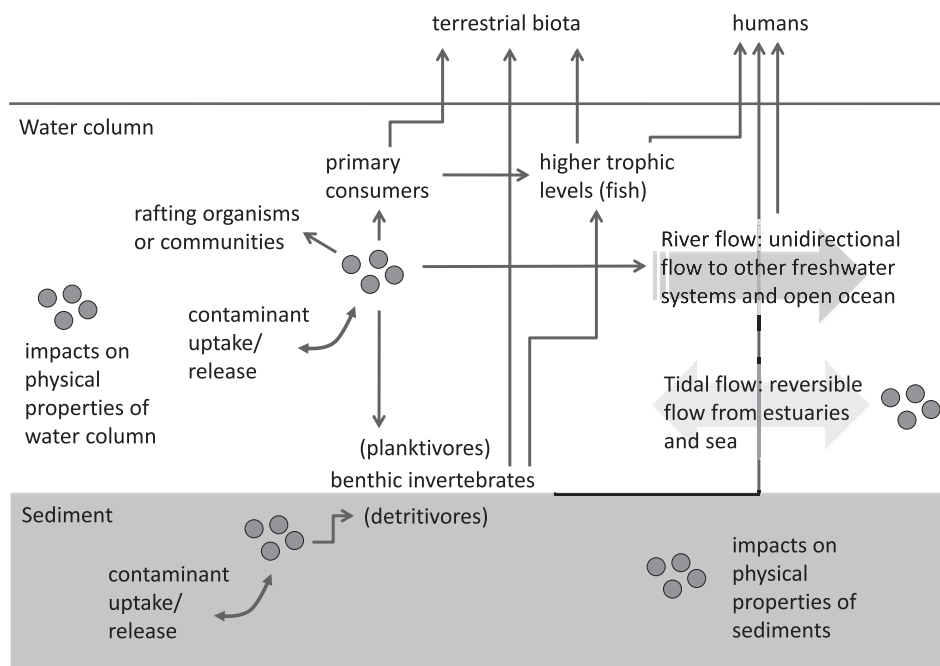 terrestrial biota
humans
Water column
primary
consumers
higher trophic
levels (fish)
rafting organisms
or communities
River flow: unidirectional
flow to other freshwater
systems and open ocean
contaminant
uptake/
release
impacts on
physical
properties of
water column
Tidal flow: reversible
flow from estuaries
and sea
(planktivores)
benthic invertebrates
Sediment
(detritivores)
contaminant
uptake/
release
impacts on
physical
properties of
sediments